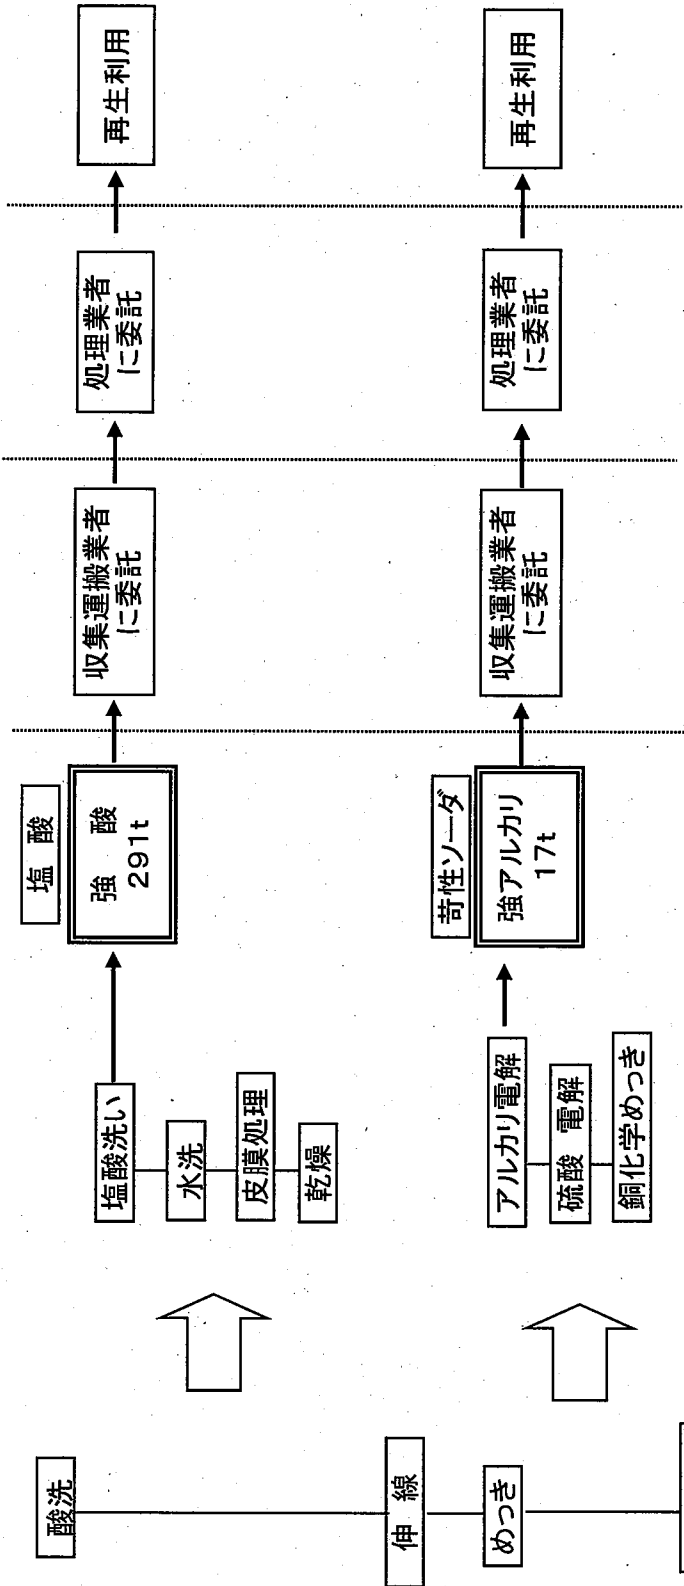 酸洗
伸 線
めっき
塩酸洗い
水洗
皮膜処理
乾燥
塩 酸
強 酸
291t
収集運搬業者
に委託
処理業者
に委託
再生利用
アルカリ電解
硫酸 電解
銅化学めっき
苛性ソーダ
強アルカリ
17t
収集運搬業者
に委託
処理業者
に委託
再生利用